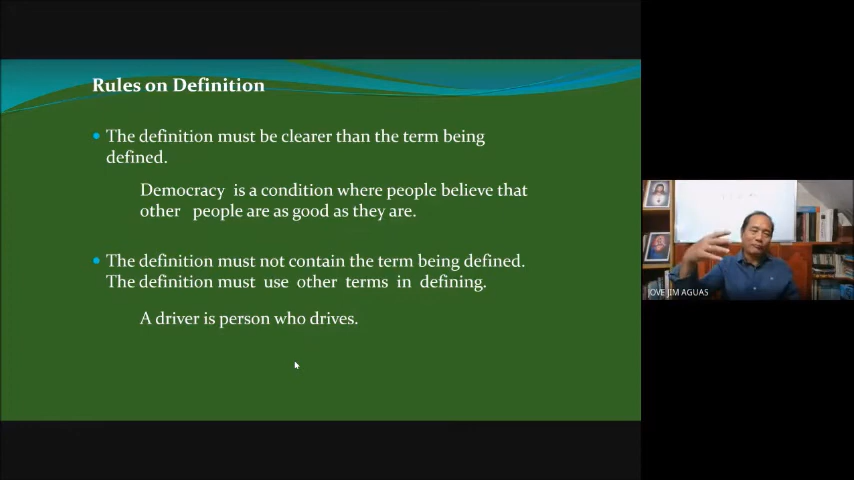 Rules on Definition
The definition must be clearer than the term being
defined.
Democracy is a condition where people believe that
other people are as good as they are.
The definition must not contain the term being defined.
The definition must use other terms in defining.
A driver is person who drives.
JOVE JIM AGUAS